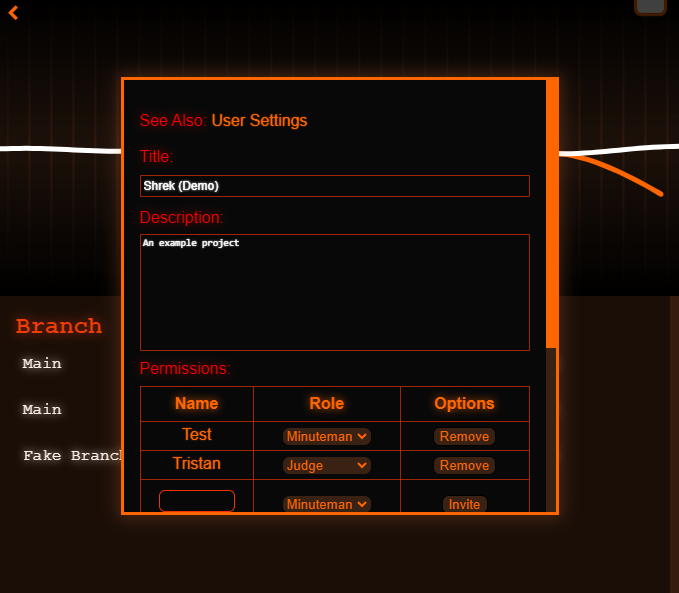 See Also: User Settings
Title:
Shrek (Demo)
Description:
An example project
Permissions:
Name Role Options
Test Minuteman Remove
Tristan Judge Remove
Minuteman Invite
Branch
Main
Main
Fake Branch